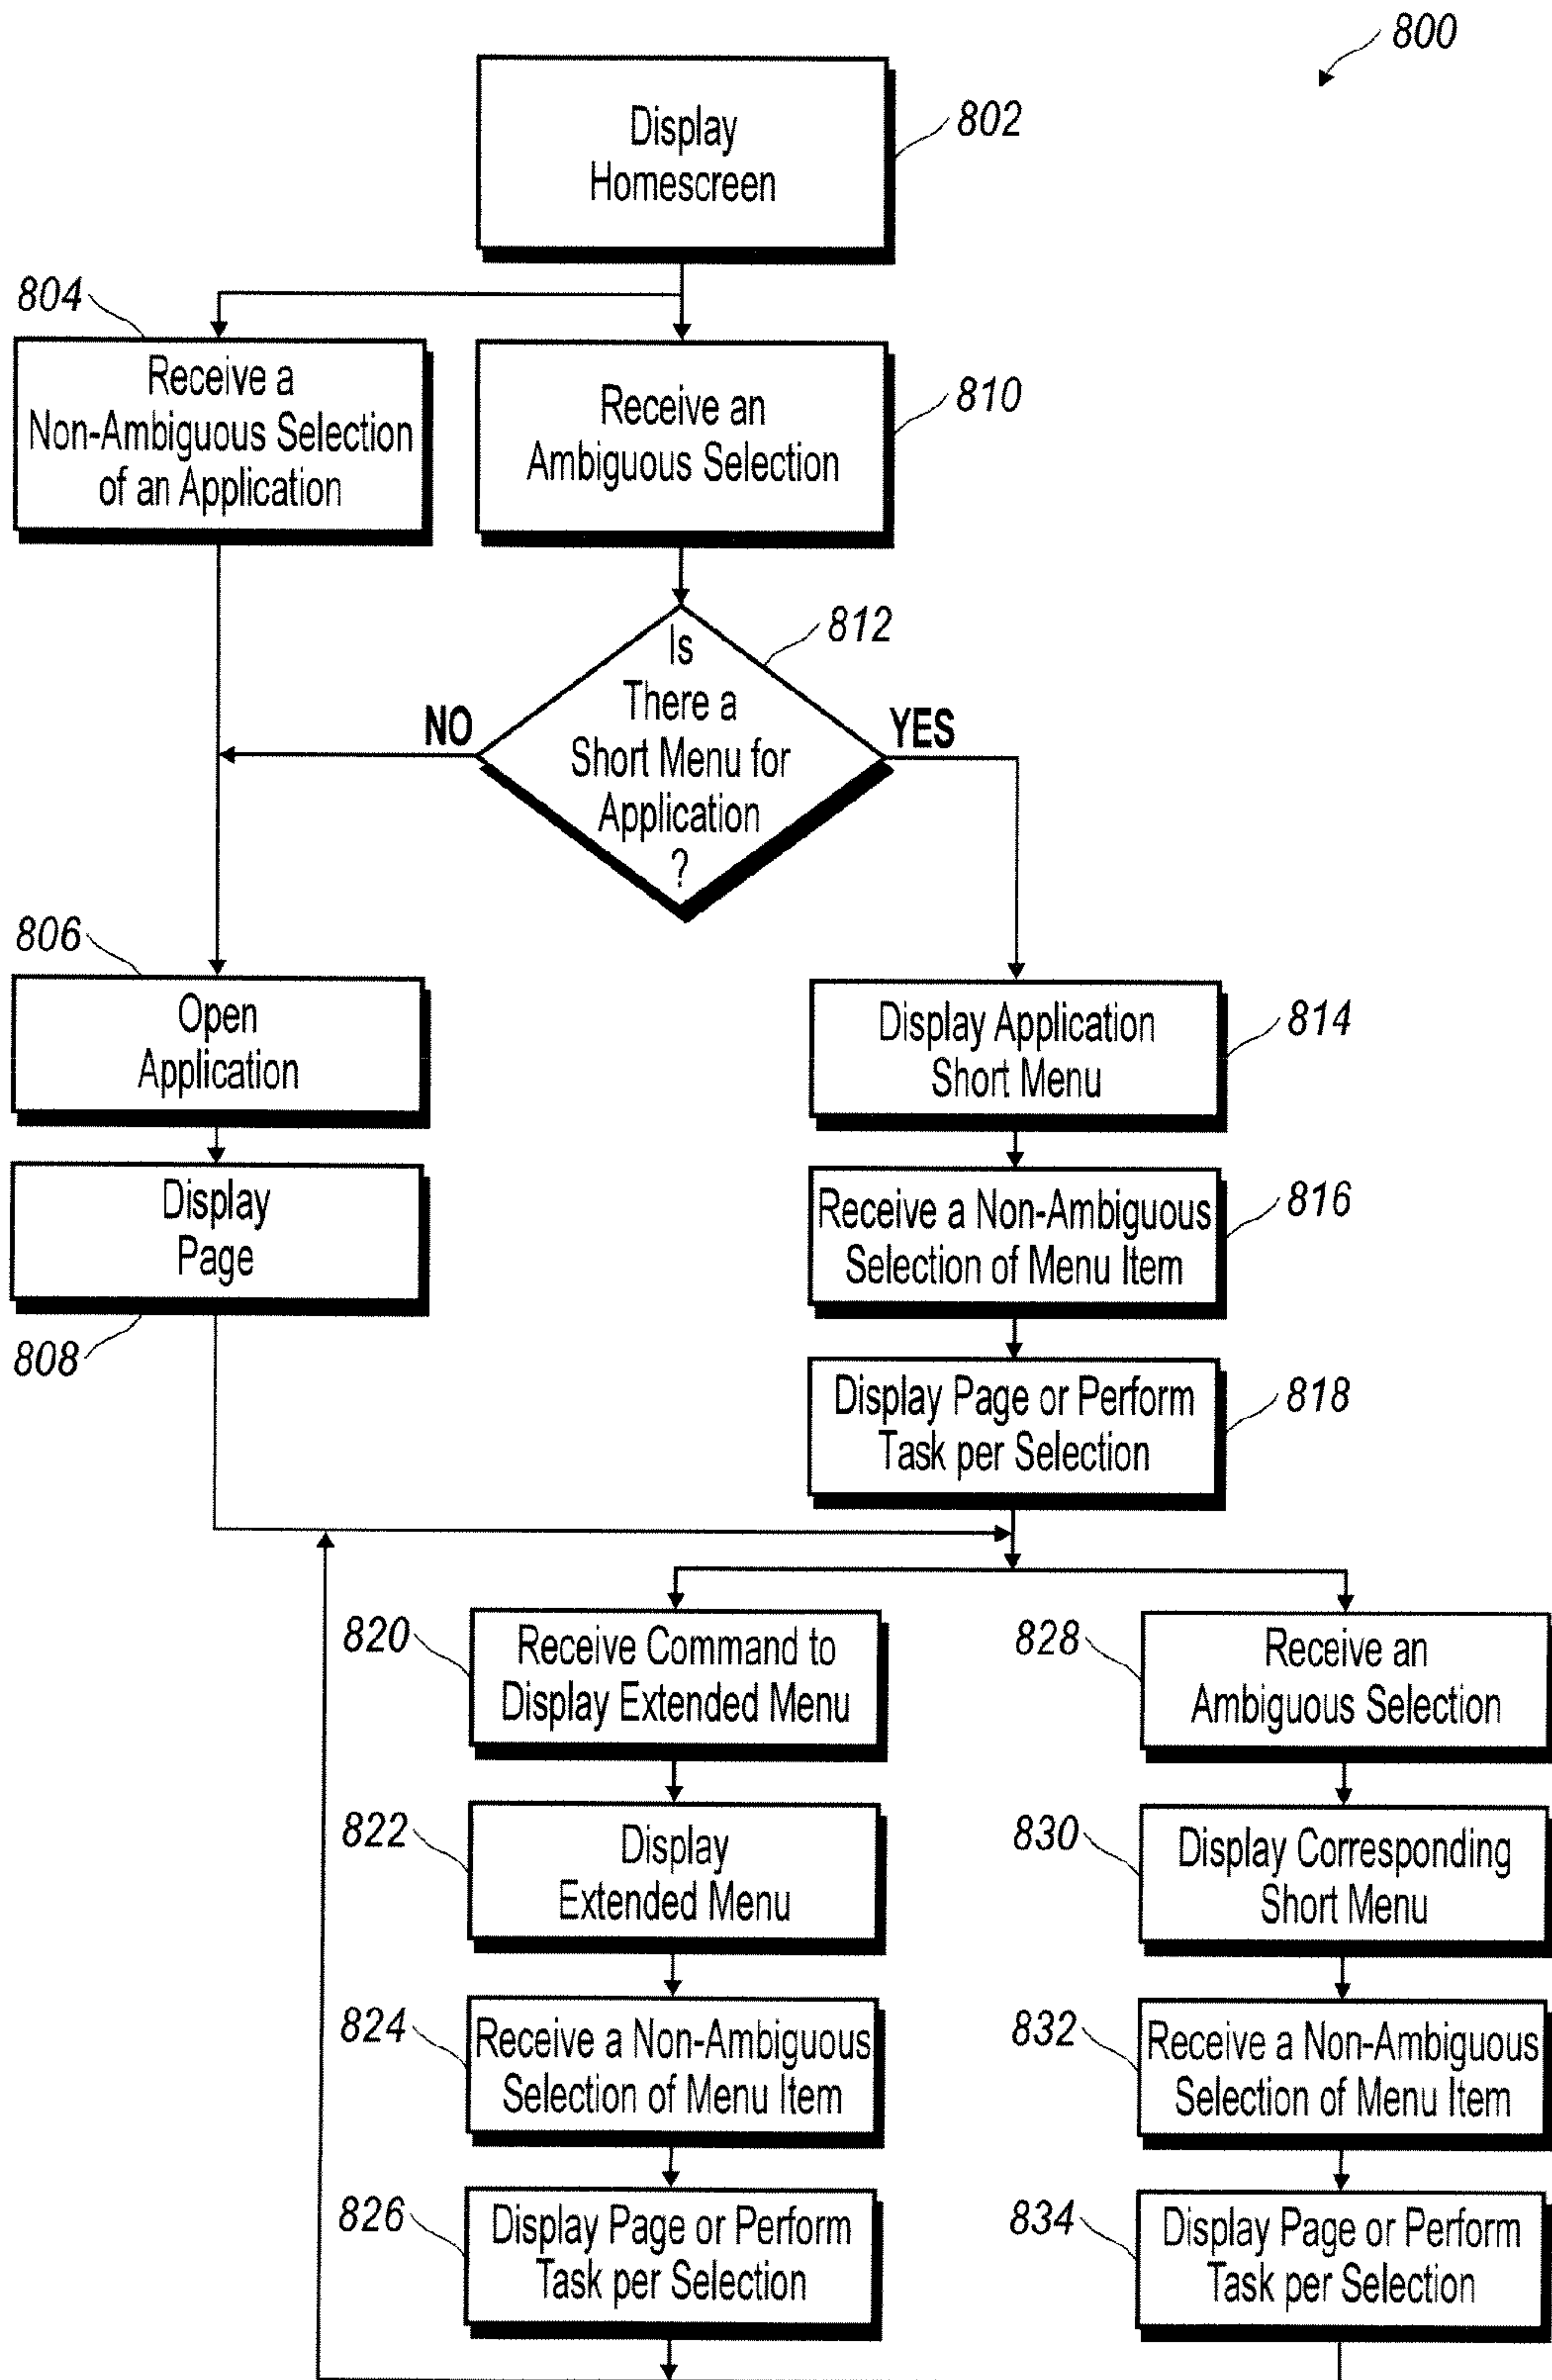 800
Display
Homescreen
802
804
Receive a
Non-Ambiguous Selection
of an Application
Receive an
Ambiguous Selection
810
812
Is
There a
Short Menu for
Application
?
NO
YES
806
Open
Application
Display Application
Short Menu
814
Display
Page
808
Receive a Non-Ambiguous
Selection of Menu Item
816
Display Page or Perform
Task per Selection
818
820
Receive Command to
Display Extended Menu
828
Receive an
Ambiguous Selection
822
Display
Extended Menu
830
Display Corresponding
Short Menu
824
Receive a Non-Ambiguous
Selection of Menu Item
832
Receive a Non-Ambiguous
Selection of Menu Item
826
Display Page or Perform
Task per Selection
834
Display Page or Perform
Task per Selection